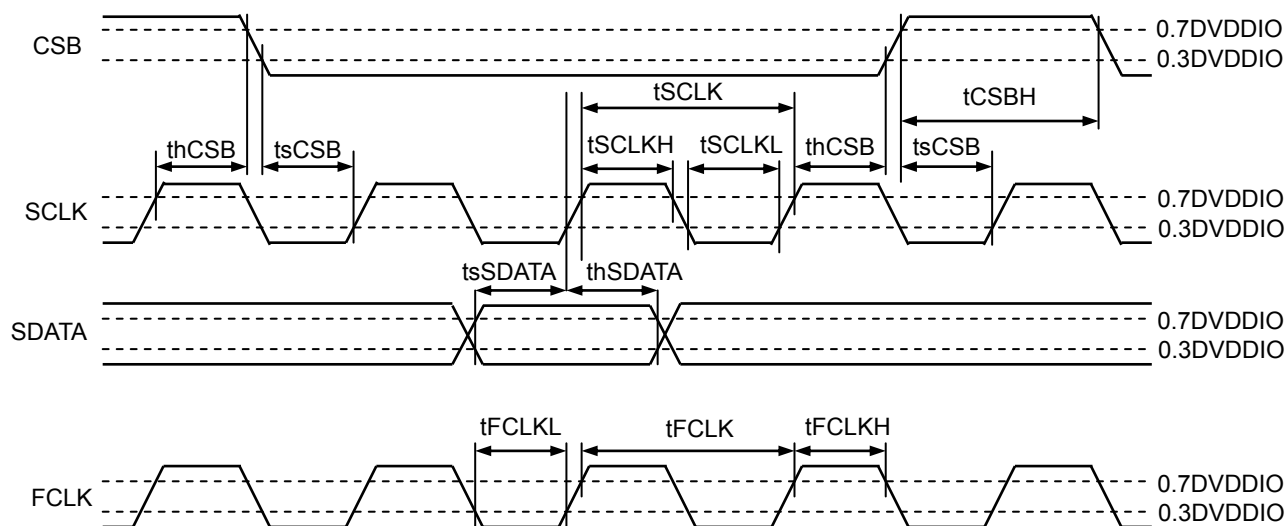 CSB
0.7DVDDIO
0.3DVDDIO
tSCLK
tCSBH
thCSB
tsCSB
tSCLKH
tSCLKL
thCSB
tsCSB
SCLK
0.7DVDDIO
0.3DVDDIO
tsSDATA
thSDATA
SDATA
0.7DVDDIO
0.3DVDDIO
tFCLKL
tFCLK
tFCLKH
FCLK
0.7DVDDIO
0.3DVDDIO